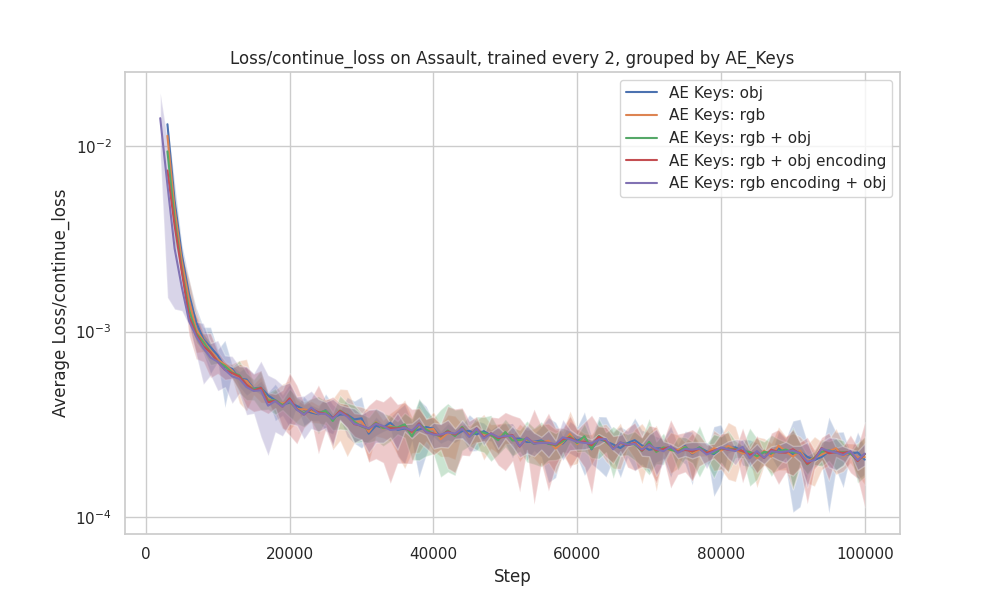 Loss/continue_loss on Assault, trained every 2, grouped by AE_Keys
AE Keys: obj
AE Keys: rgb
AE Keys: rgb + obj
AE Keys: rgb + obj encoding
AE Keys: rgb encoding + obj
Average Loss/continue_loss
10⁻²
10⁻³
10⁻⁴
0
20000
40000
60000
80000
100000
Step